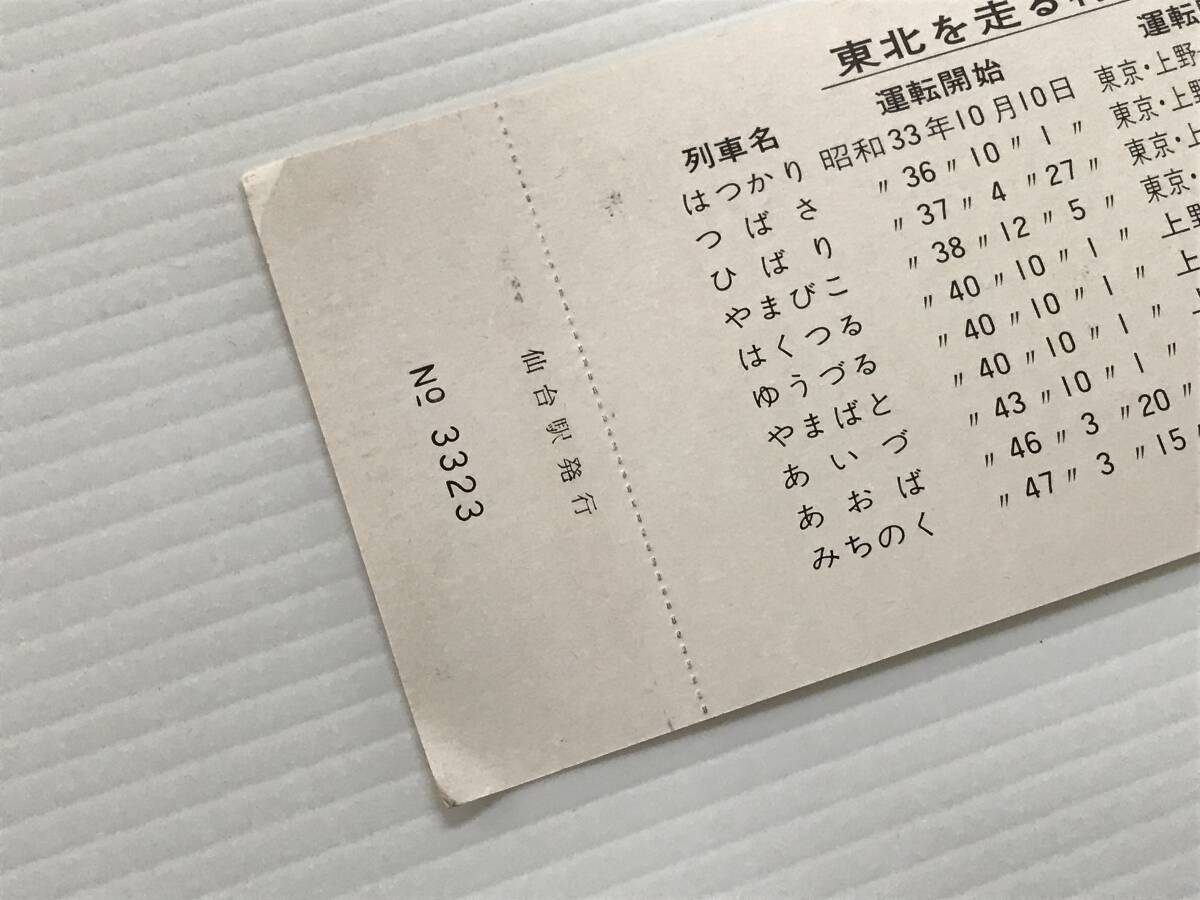 東北を走る
列車名 運転開始 運転
はつかり 昭和33年10月10日 東京・上野
つばさ 〃 36 〃 10 〃 1 〃 東京・上野
ひばり 〃 37 〃 4 〃 27 〃 東京・上
やまびこ 〃 38 〃 12 〃 5 〃 東京・
はくつる 〃 40 〃 10 〃 1 〃 上野
ゆうづる 〃 40 〃 10 〃 1 〃 上
やまばと 〃 40 〃 10 〃 1 〃
あいづ 〃 43 〃 10 〃 1 〃
あおば 〃 46 〃 3 〃 20 〃
みちのく 〃 47 〃 3 〃 15 〃
仙台駅発行
No. 3323